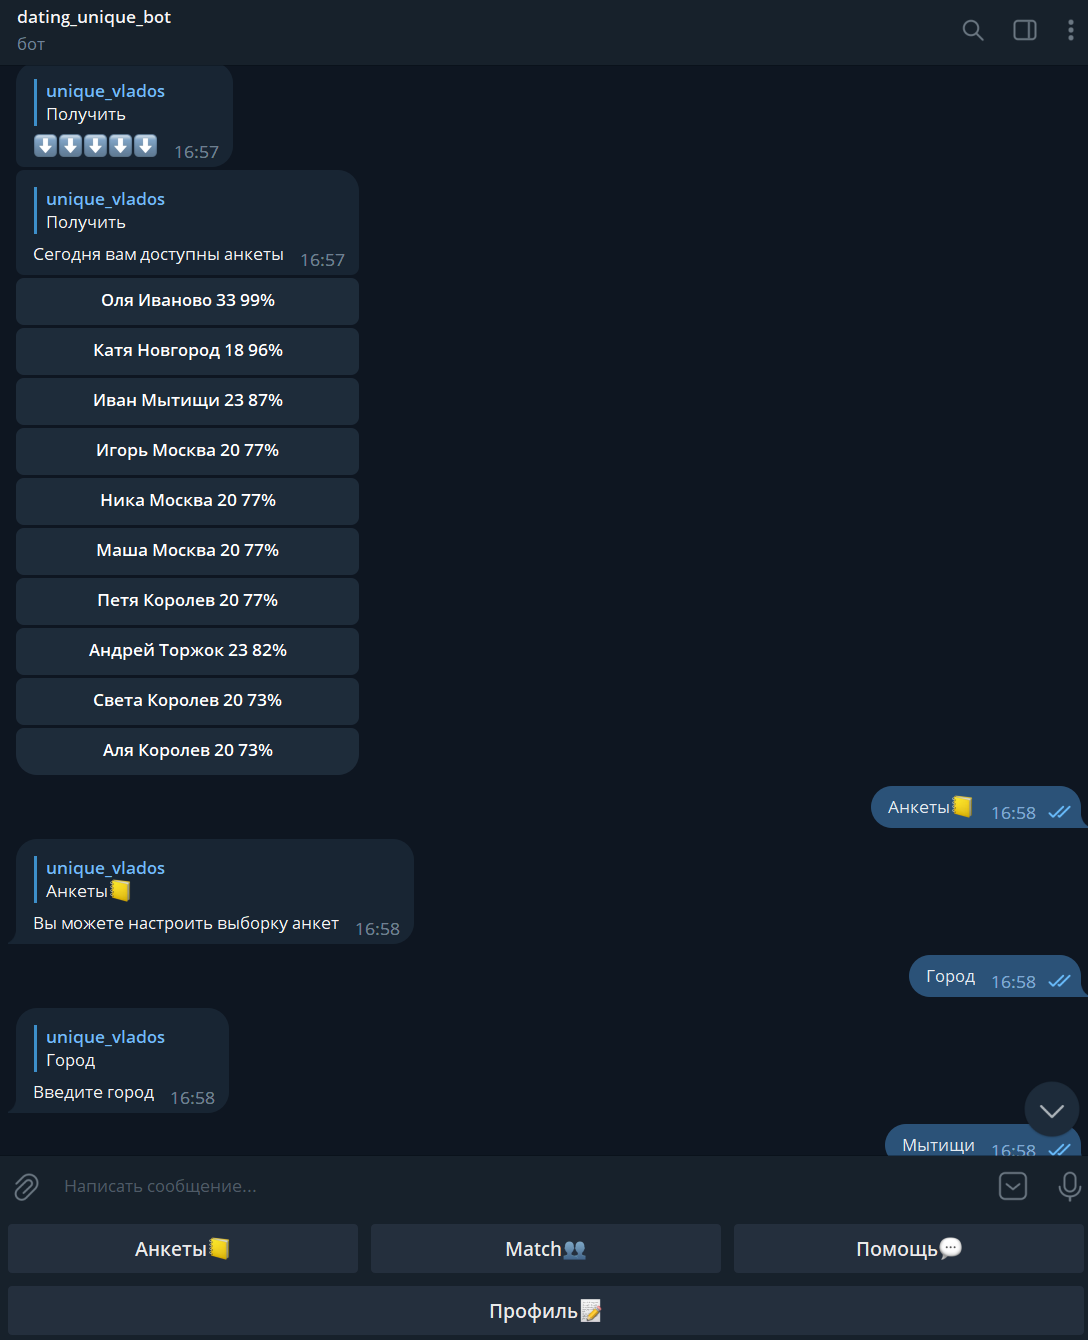 dating_unique_bot
бот
unique_vlados
Получить
⬇⬇⬇⬇⬇ 16:57
unique_vlados
Получить
Сегодня вам доступны анкеты 16:57
Оля Иваново 33 99%
Катя Новгород 18 96%
Иван Мытищи 23 87%
Игорь Москва 20 77%
Ника Москва 20 77%
Маша Москва 20 77%
Петя Королев 20 77%
Андрей Торжок 23 82%
Света Королев 20 73%
Аля Королев 20 73%
Анкеты📒 16:58
unique_vlados
Анкеты📒
Вы можете настроить выборку анкет 16:58
Город 16:58
unique_vlados
Город
Введите город 16:58
Мытищи 16:58
Написать сообщение...
Анкеты📒 Match👥 Помощь💬
Профиль📝